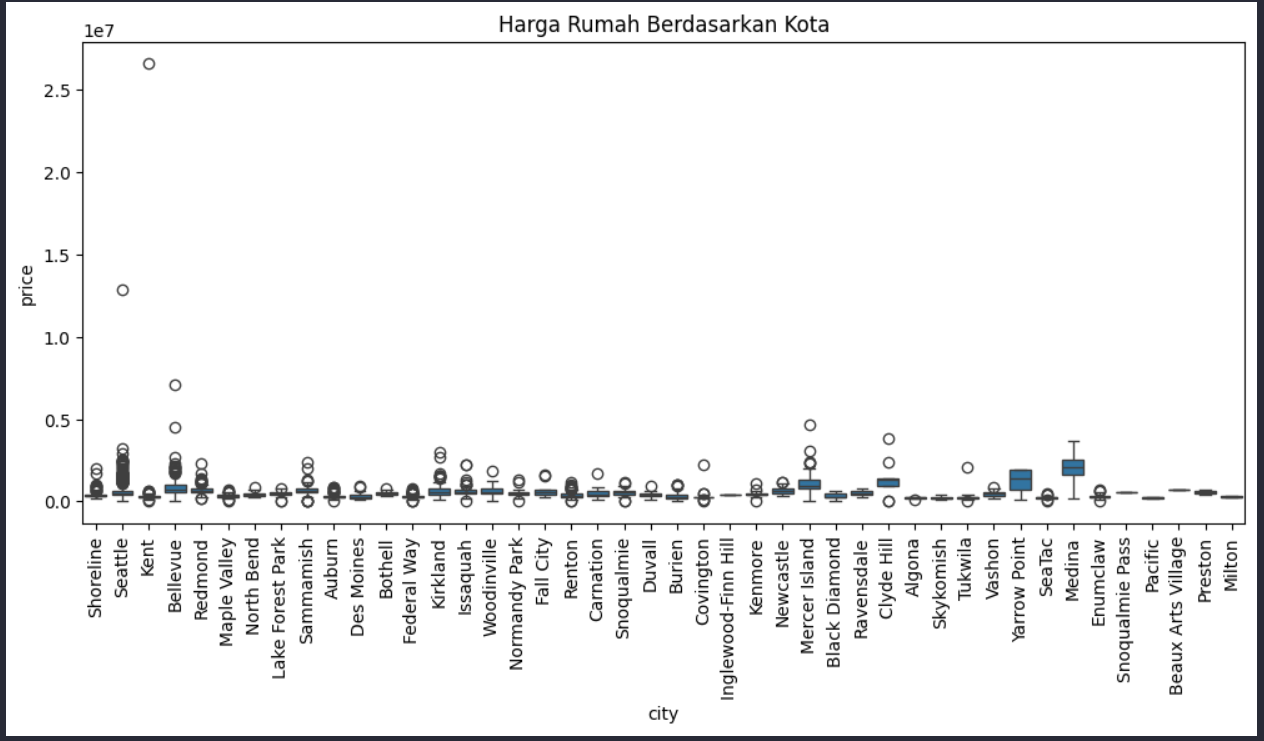 Harga Rumah Berdasarkan Kota
1e7
2.5
2.0
1.5
1.0
0.5
0.0
price
Shoreline
Seattle
Kent
Bellevue
Redmond
Maple Valley
North Bend
Lake Forest Park
Sammamish
Auburn
Des Moines
Bothell
Federal Way
Kirkland
Issaquah
Woodinville
Normandy Park
Fall City
Renton
Carnation
Snoqualmie
Duvall
Burien
Covington
Inglewood-Finn Hill
Kenmore
Newcastle
Mercer Island
Black Diamond
Ravensdale
Clyde Hill
Algona
Skykomish
Tukwila
Vashon
Yarrow Point
SeaTac
Medina
Enumclaw
Snoqualmie Pass
Pacific
Beaux Arts Village
Preston
Milton
city